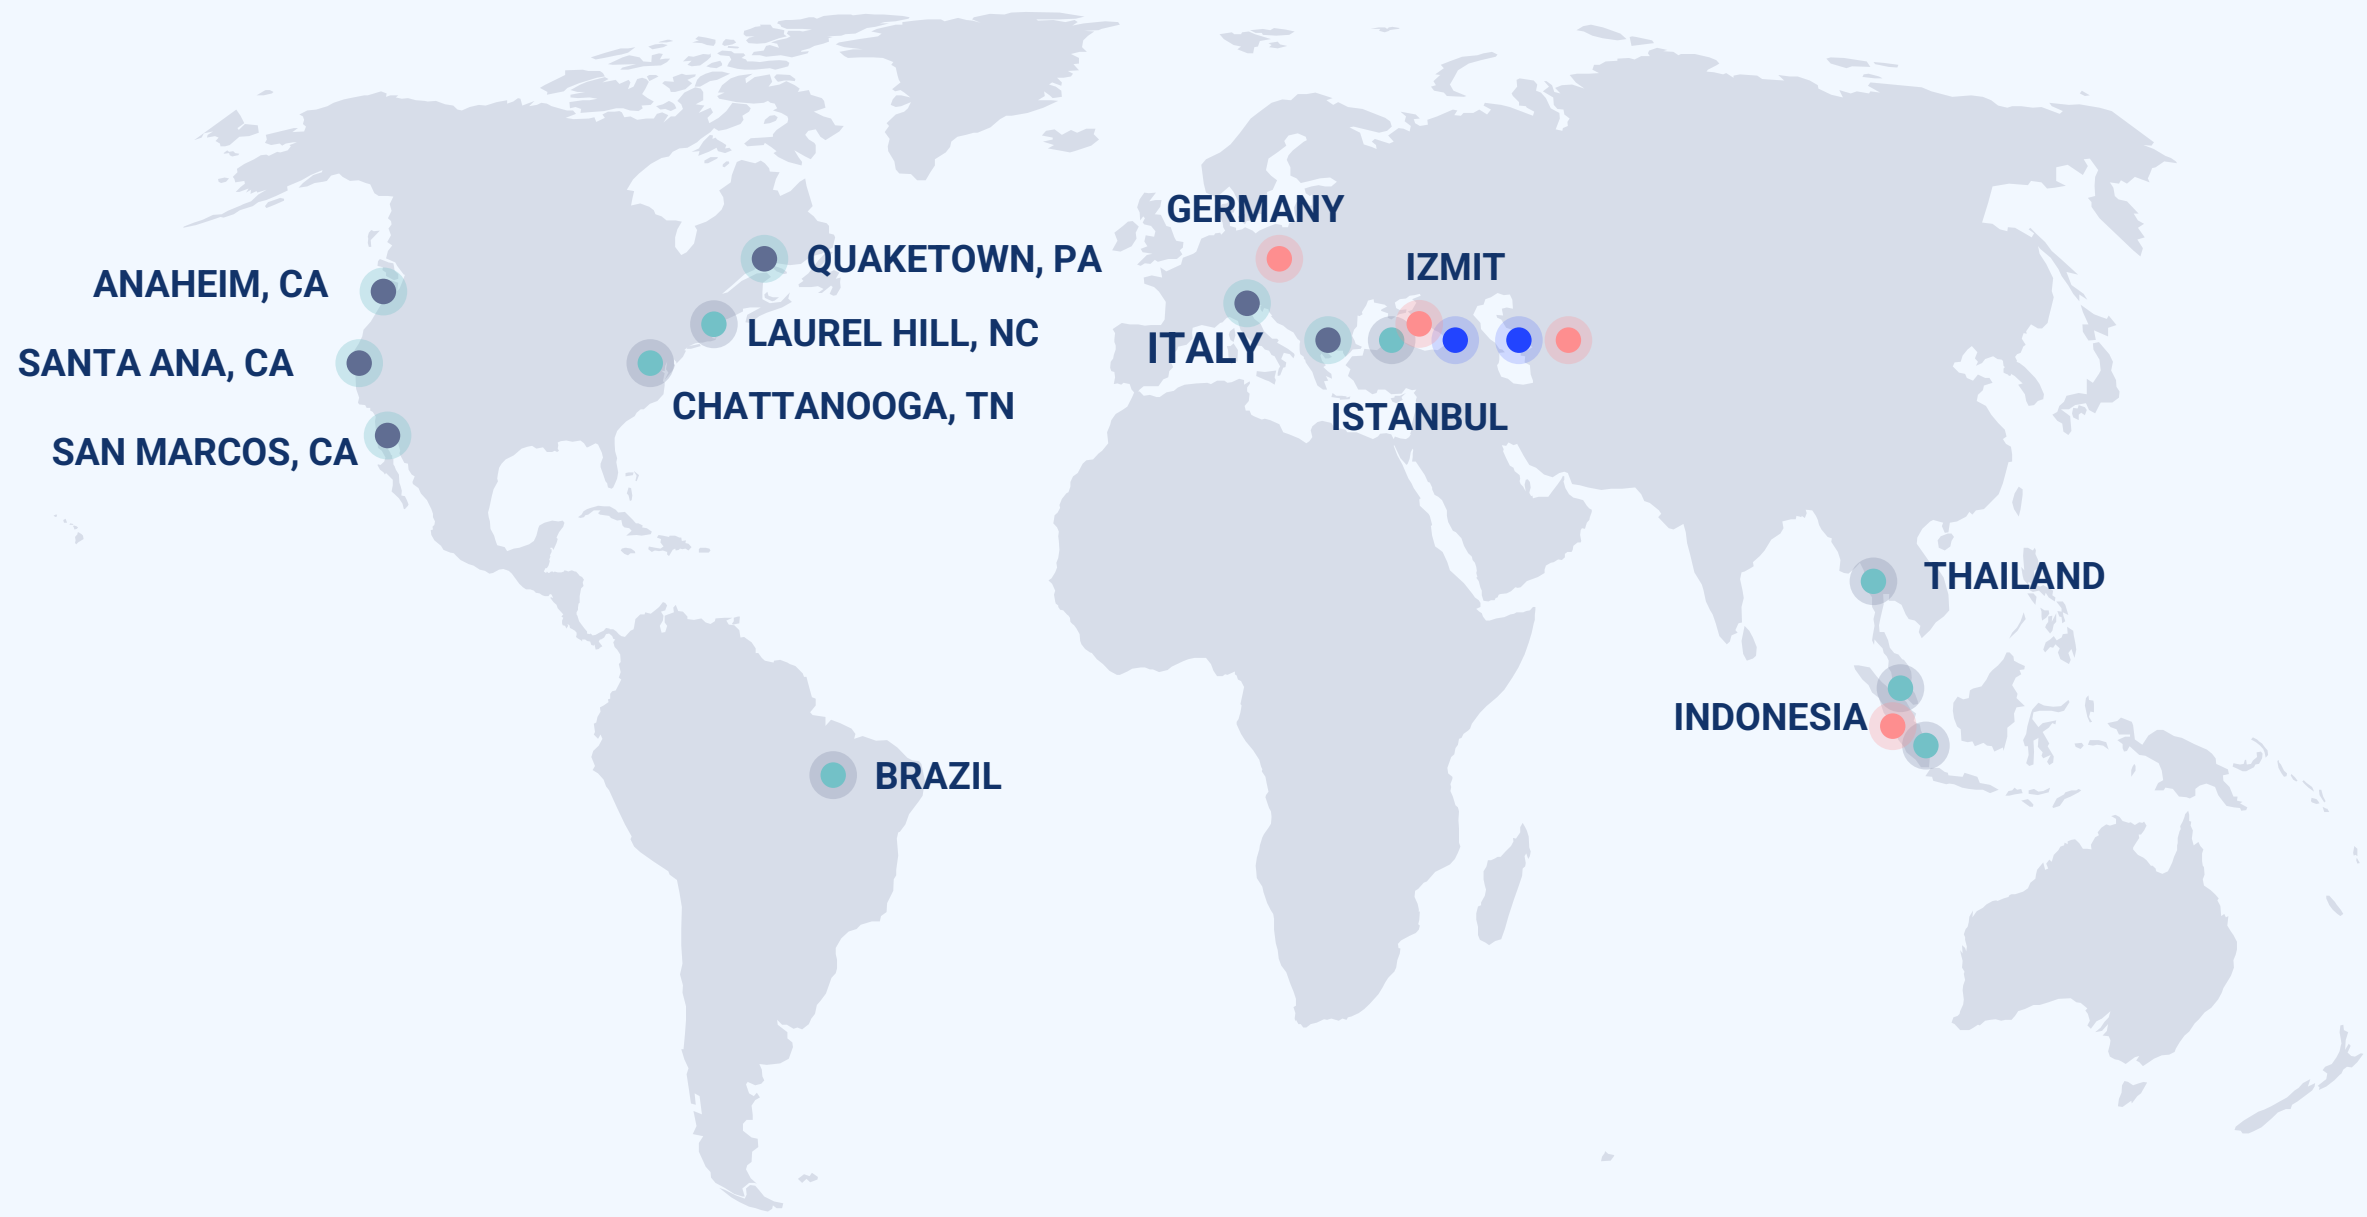 GERMANY
QUAKETOWN, PA
IZMIT
ANAHEIM, CA
LAUREL HILL, NC
ITALY
SANTA ANA, CA
CHATTANOOGA, TN
ISTANBUL
SAN MARCOS, CA
THAILAND
INDONESIA
BRAZIL